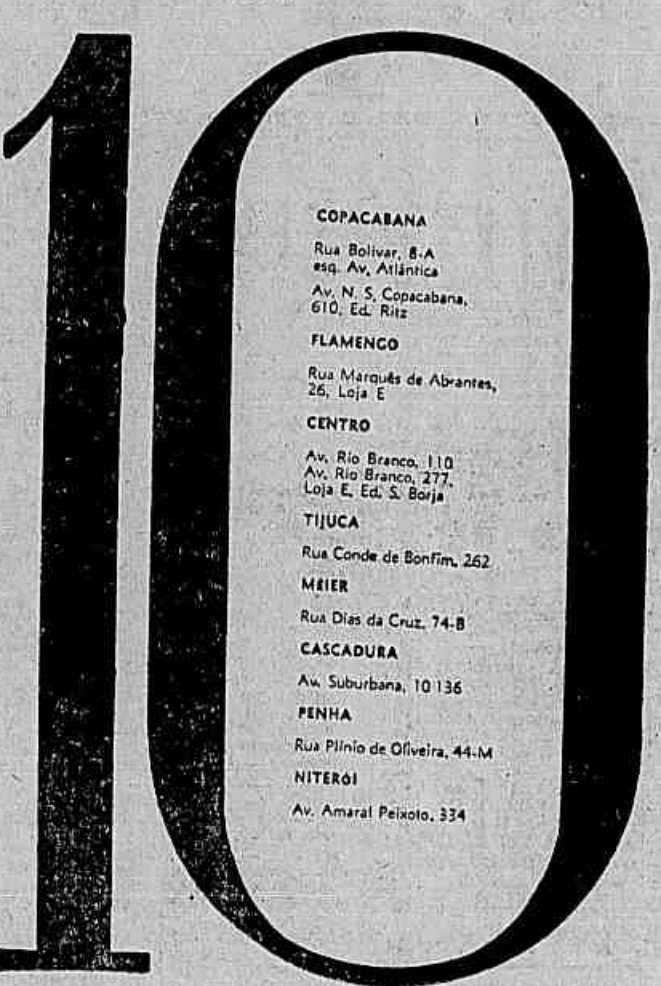 10
COPACABANA
Rua Bolivar, 8-A
esq. Av. Atlântica
Av. N. S. Copacabana,
610, Ed. Ritz
FLAMENGO
Rua Marquês de Abrantes,
26, Loja E
CENTRO
Av. Rio Branco, 110
Av. Rio Branco, 277,
Loja E, Ed. S. Borja
TIJUCA
Rua Conde de Bonfim, 262
MEIER
Rua Dias da Cruz, 74-B
CASCADURA
Av. Suburbana, 10 136
PENHA
Rua Plínio de Oliveira, 44-M
NITERÓI
Av. Amaral Peixoto, 334